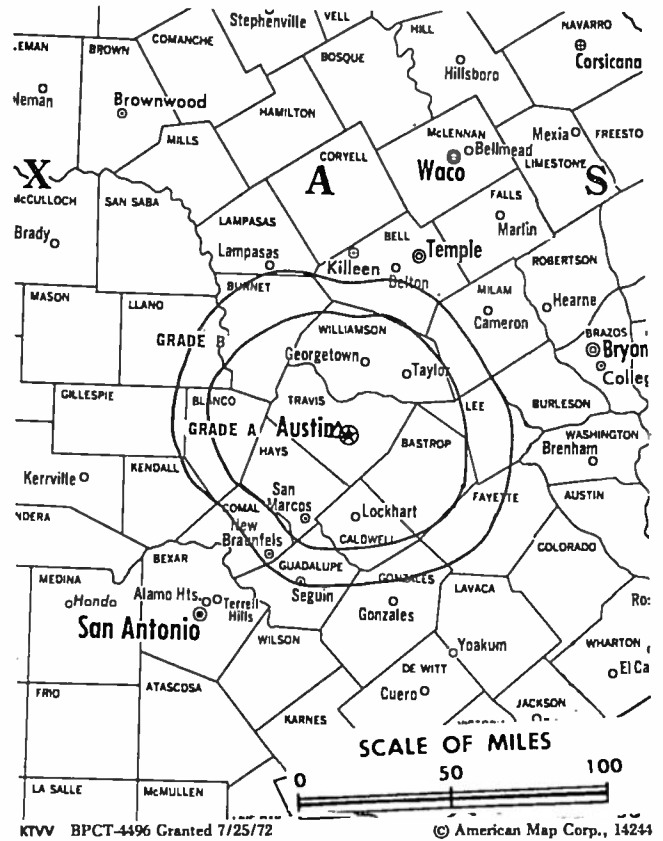 Stephenville
VELL
HILL
NAVARRO
.EMAN
BROWN
COMANCHE
BOSQUE
Corsicana
Hillsboro
Brownwood
HAMILTON
MILLS
McLENNAN
Bellmead
Mexia
FREESTO
CORYELL
Waco
LIMESTONE
X
A
S
McCULLOCH
SAN SABA
FALLS
Marlin
LAMPASAS
BELL
Temple
Brady
Lampasas
Killeen
Belton
ROBERTSON
BURNET
MILAM
Hearne
MASON
LLANO
Cameron
WILLIAMSON
BRAZOS
GRADE B
Georgetown
Bryon
Taylor
Colleg
GILLESPIE
BLANCO
TRAVIS
LEE
BURLESON
GRADE A
Austin
BASTROP
WASHINGTON
HAYS
Brenham
KENDALL
Kerrville
San
Marcos
FAYETTE
AUSTIN
COMAL
Lockhart
NDERA
New
Braunfels
CALDWELL
COLORADO
BEXAR
GUADALUPE
MEDINA
GONZALES
LAVACA
Alamo Hts.
Terrell
Hills
Seguin
Hondo
Gonzales
San Antonio
WILSON
WHARTON
Yoakum
DE WITT
El Ca
FRIO
ATASCOSA
Cuero
JACKSON
KARNES
SCALE OF MILES
0 50 100
LA SALLE
McMULLEN
KTVV BPCT-4496 Granted 7/25/72
© American Map Corp., 14244